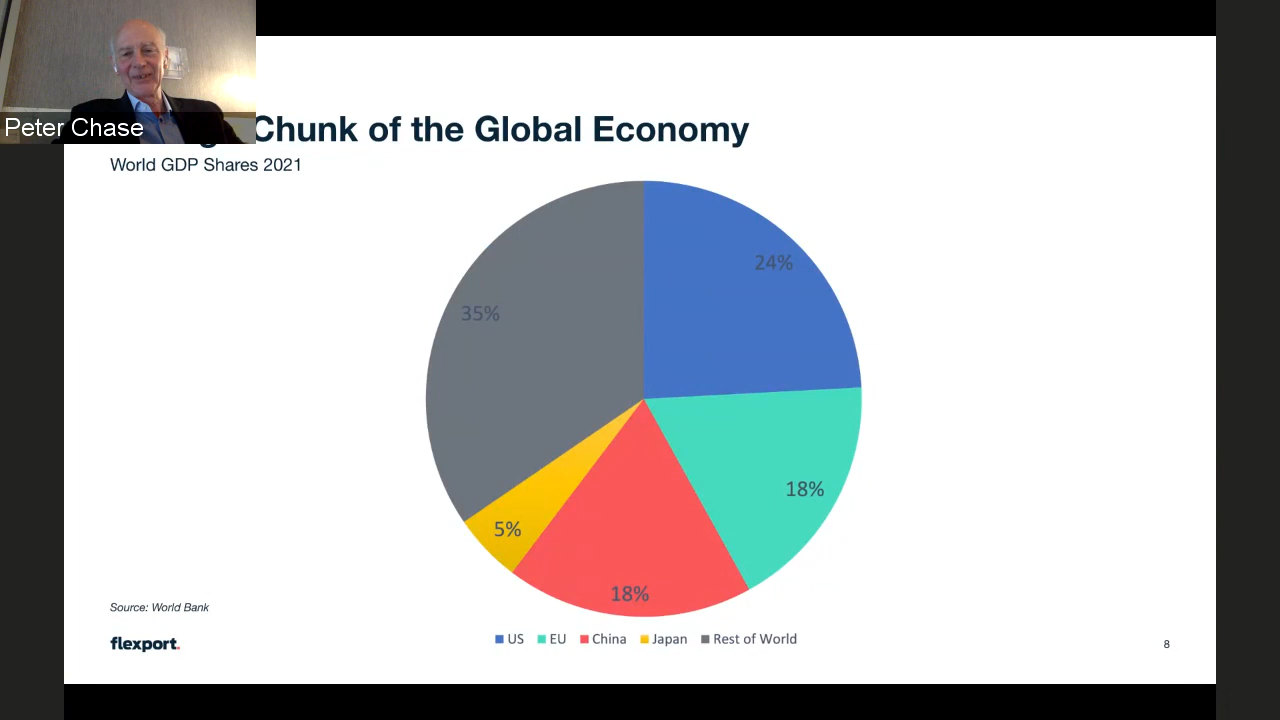 Peter Chase
Chunk of the Global Economy
World GDP Shares 2021
24%
35%
18%
5%
18%
Source: World Bank
US EU China Japan Rest of World
flexport.
8